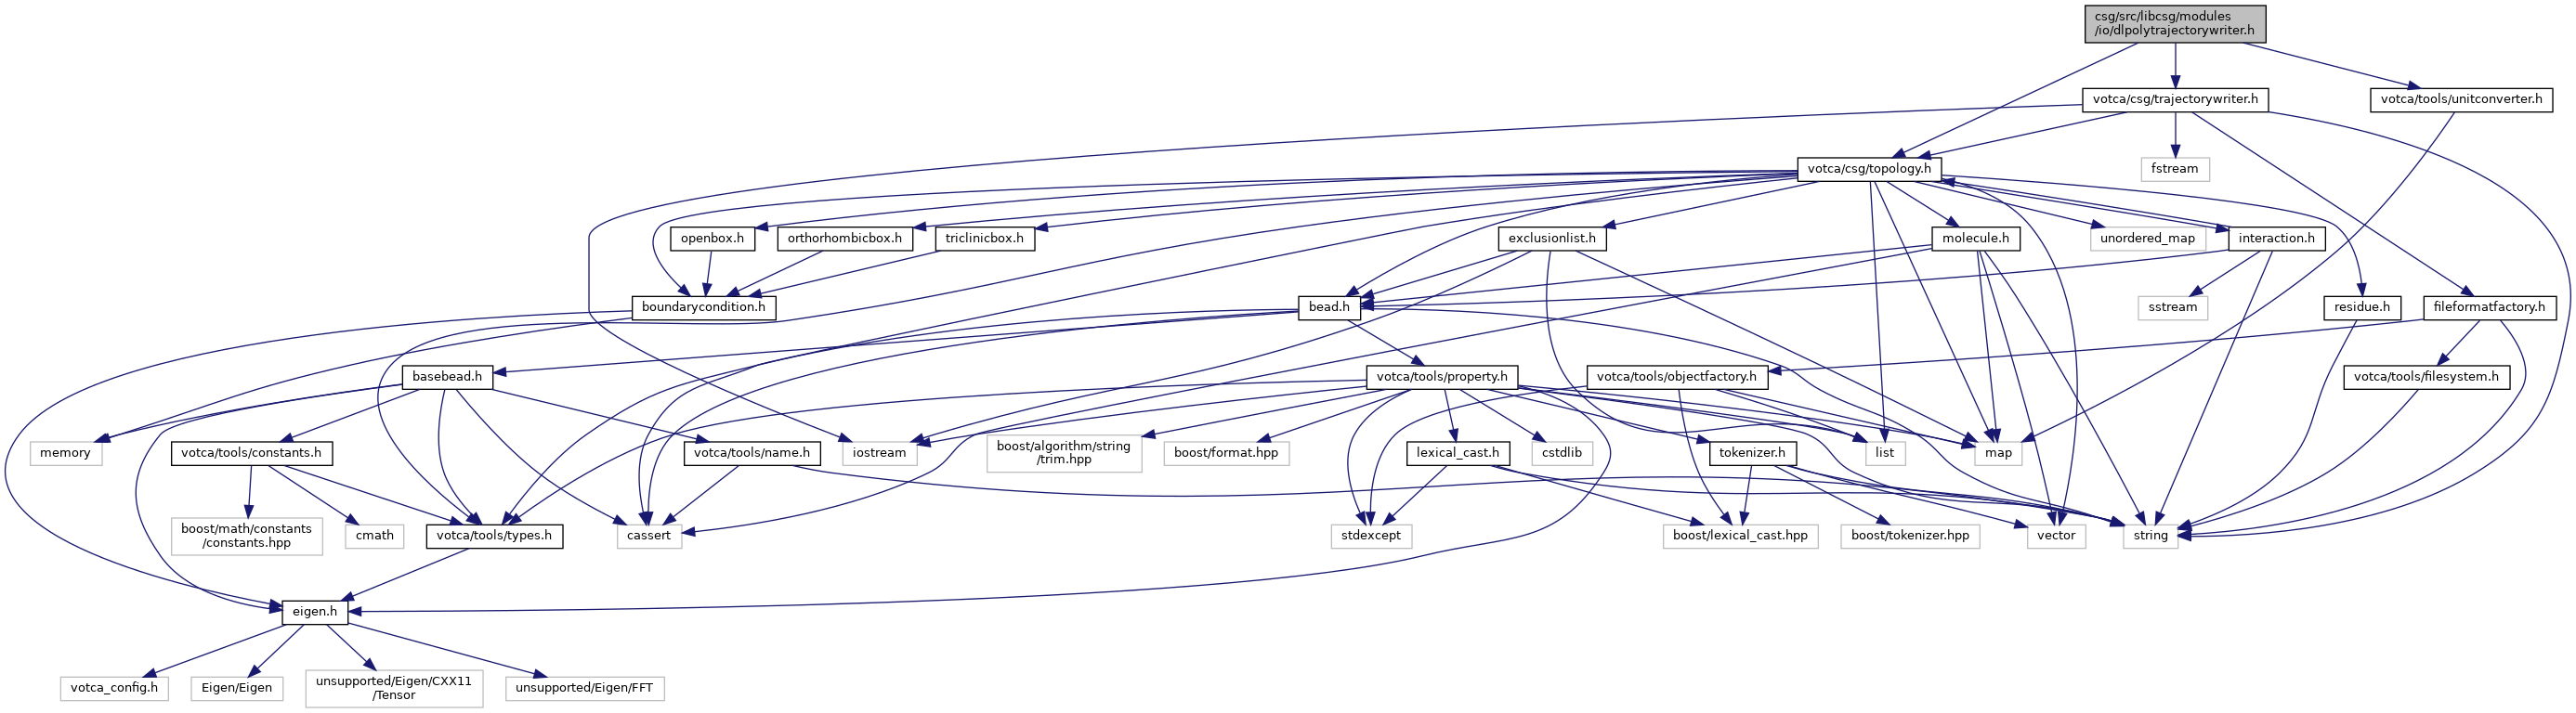 csg/src/libcsg/modules
/io/dlpolytrajectorywriter.h
votca/csg/trajectorywriter.h
votca/tools/unitconverter.h
votca/csg/topology.h
fstream
openbox.h
orthorhombicbox.h
triclinicbox.h
exclusionlist.h
molecule.h
unordered_map
interaction.h
boundarycondition.h
bead.h
sstream
residue.h
fileformatfactory.h
basebead.h
votca/tools/property.h
votca/tools/objectfactory.h
votca/tools/filesystem.h
memory
votca/tools/constants.h
votca/tools/name.h
iostream
boost/algorithm/string
/trim.hpp
boost/format.hpp
lexical_cast.h
cstdlib
tokenizer.h
list
map
boost/math/constants
/constants.hpp
cmath
votca/tools/types.h
cassert
stdexcept
boost/lexical_cast.hpp
boost/tokenizer.hpp
vector
string
eigen.h
votca_config.h
Eigen/Eigen
unsupported/Eigen/CXX11
/Tensor
unsupported/Eigen/FFT